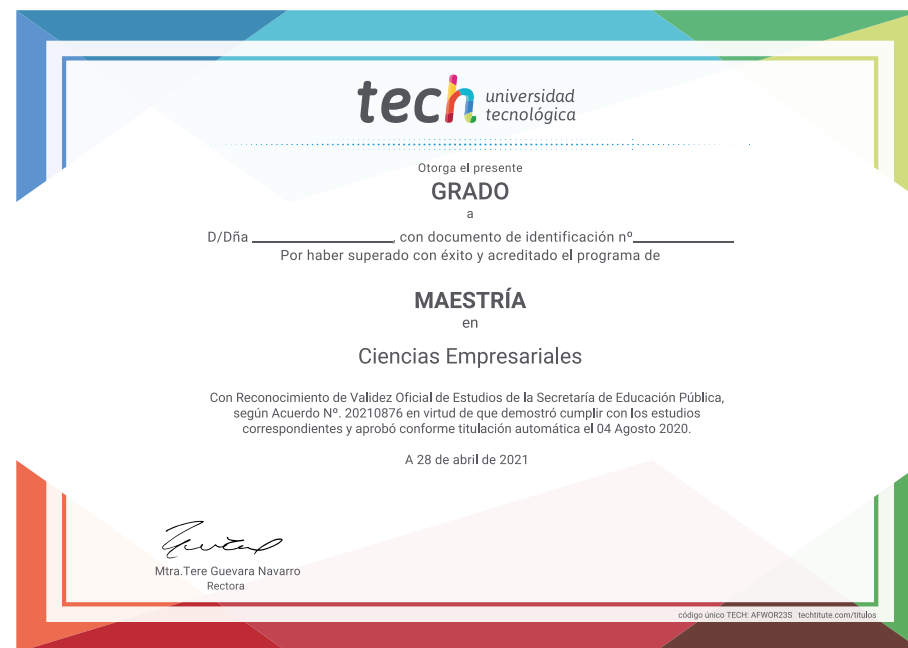 tech universidad
tecnológica
Otorga el presente
GRADO
a
D/Dña ____________________, con documento de identificación nº______________
Por haber superado con éxito y acreditado el programa de
MAESTRÍA
en
Ciencias Empresariales
Con Reconocimiento de Validez Oficial de Estudios de la Secretaría de Educación Pública,
según Acuerdo Nº. 20210876 en virtud de que demostró cumplir con los estudios
correspondientes y aprobó conforme titulación automática el 04 Agosto 2020.
A 28 de abril de 2021
Mtra.Tere Guevara Navarro
Rectora
código único TECH: AFWOR23S techtitute.com/titulos